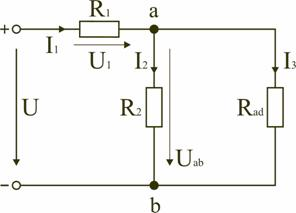 R1 a
+
I1 I2 I3
U1
U R2 Rad
Uab
−
b